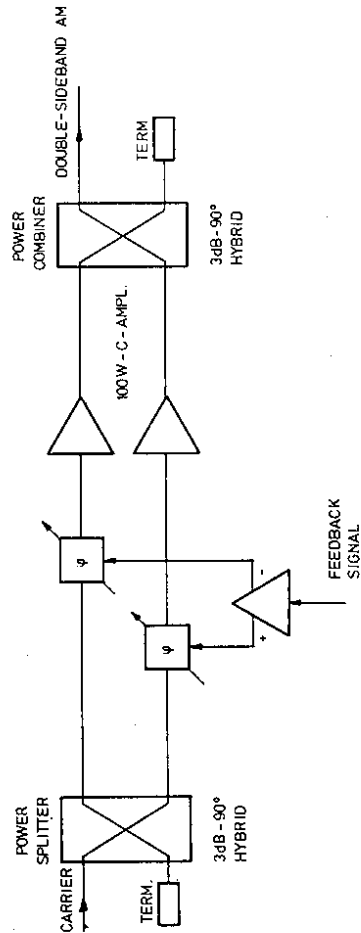 CARRIER
TERM.
POWER
SPLITTER
3dB-90°
HYBRID
φ
φ
+
-
FEEDBACK
SIGNAL
100W-C-AMPL.
POWER
COMBINER
3dB-90°
HYBRID
DOUBLE-SIDEBAND AM
TERM